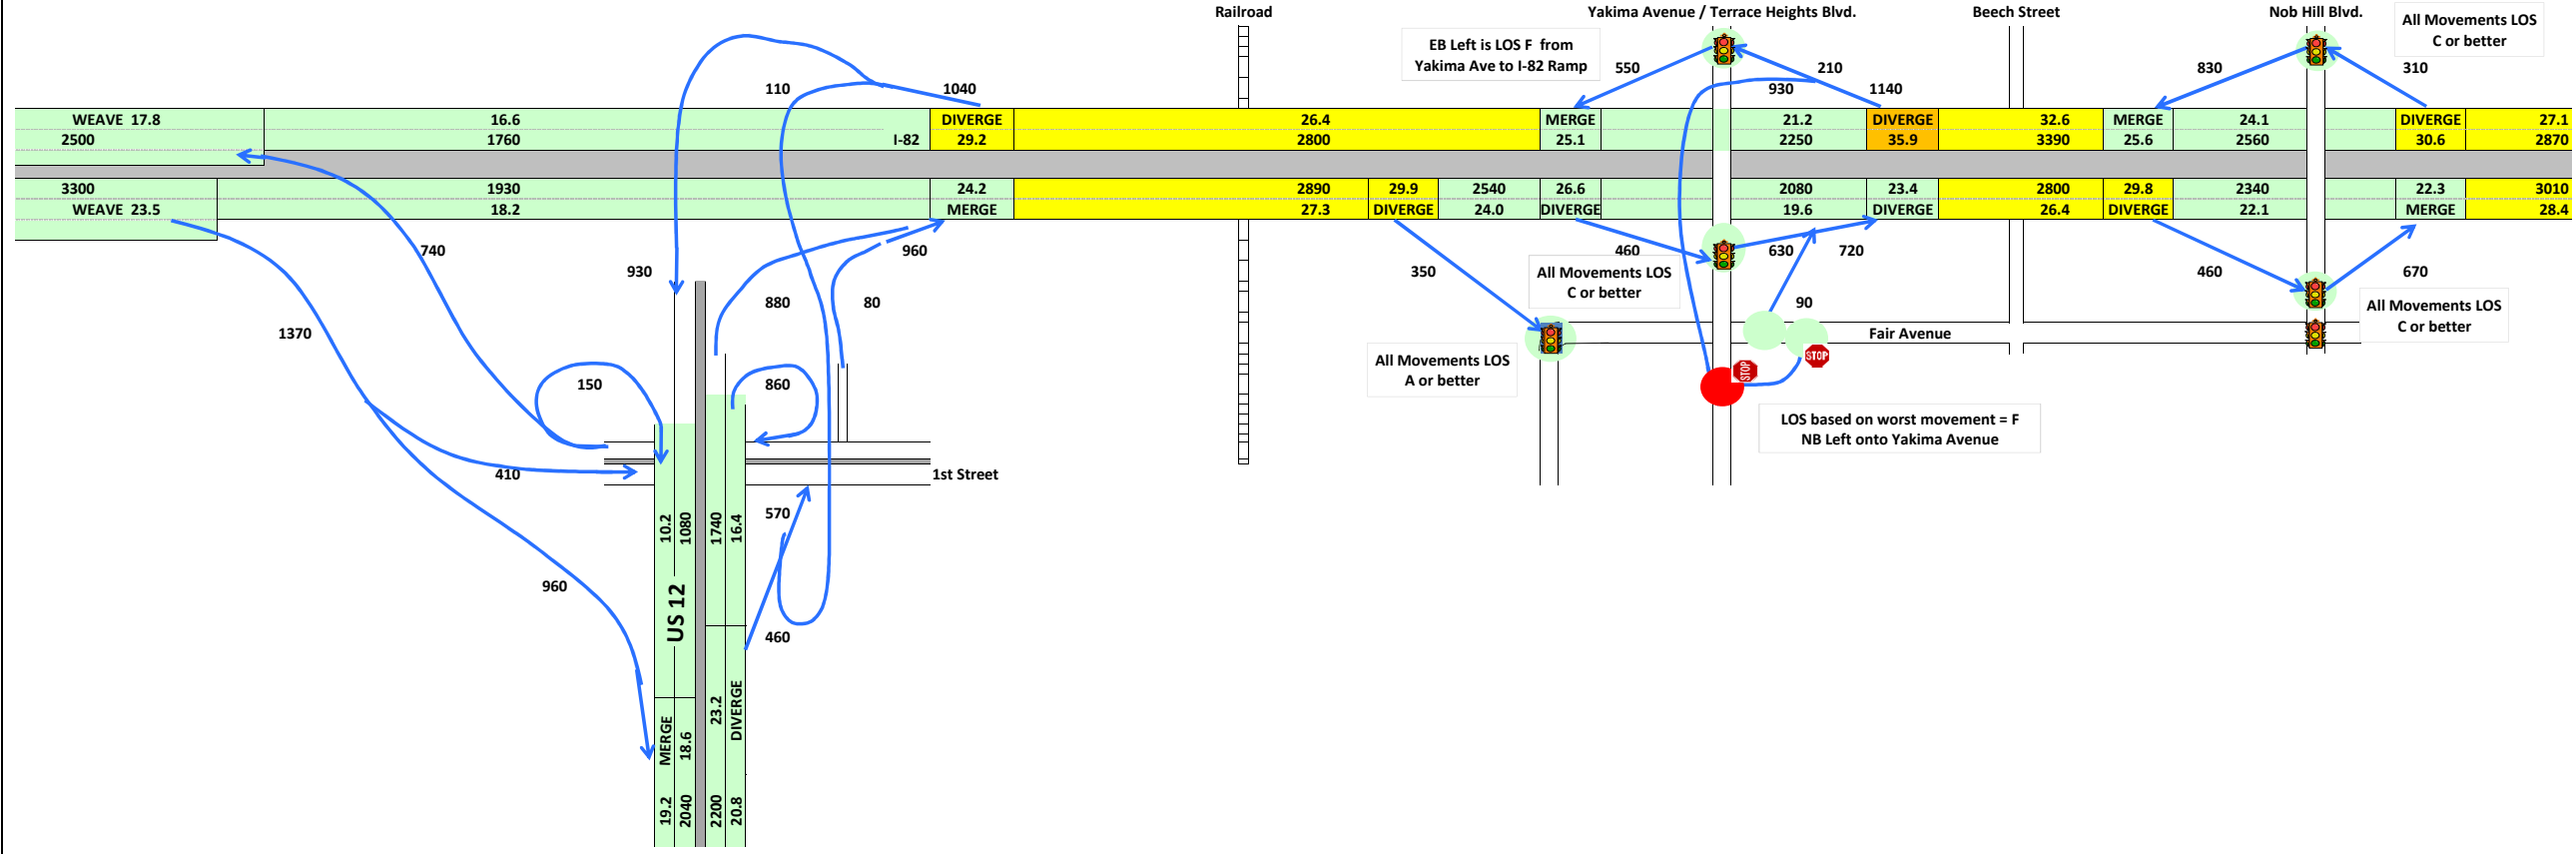 Railroad
Yakima Avenue / Terrace Heights Blvd.
Beech Street
Nob Hill Blvd.
All Movements LOS
C or better
EB Left is LOS F from
Yakima Ave to I-82 Ramp
550
210
830
310
110
1040
930
1140
WEAVE 17.8
16.6
DIVERGE
26.4
MERGE
21.2
DIVERGE
32.6
MERGE
24.1
DIVERGE
27.1
2500
1760
I-82
29.2
2800
25.1
2250
35.9
3390
25.6
2560
30.6
2870
3300
1930
24.2
2890
29.9
2540
26.6
2080
23.4
2800
29.8
2340
22.3
3010
WEAVE 23.5
18.2
MERGE
27.3
DIVERGE
24.0
DIVERGE
19.6
DIVERGE
26.4
DIVERGE
22.1
MERGE
28.4
740
960
460
630
720
930
350
All Movements LOS
C or better
460
670
880
80
90
All Movements LOS
C or better
1370
Fair Avenue
All Movements LOS
A or better
STOP
STOP
150
860
LOS based on worst movement = F
NB Left onto Yakima Avenue
410
1st Street
570
10.2
1080
1740
16.4
960
US 12
460
MERGE
18.6
23.2
DIVERGE
19.2
2040
2200
20.8